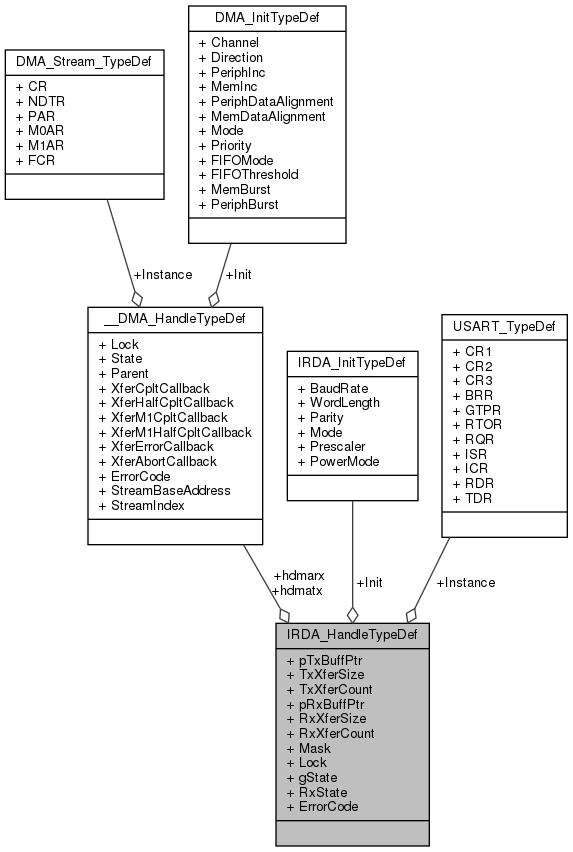 DMA_InitTypeDef
+ Channel
+ Direction
+ PeriphInc
+ MemInc
+ PeriphDataAlignment
+ MemDataAlignment
+ Mode
+ Priority
+ FIFOMode
+ FIFOThreshold
+ MemBurst
+ PeriphBurst
DMA_Stream_TypeDef
+ CR
+ NDTR
+ PAR
+ M0AR
+ M1AR
+ FCR
+Instance
+Init
__DMA_HandleTypeDef
+ Lock
+ State
+ Parent
+ XferCpltCallback
+ XferHalfCpltCallback
+ XferM1CpltCallback
+ XferM1HalfCpltCallback
+ XferErrorCallback
+ XferAbortCallback
+ ErrorCode
+ StreamBaseAddress
+ StreamIndex
IRDA_InitTypeDef
+ BaudRate
+ WordLength
+ Parity
+ Mode
+ Prescaler
+ PowerMode
USART_TypeDef
+ CR1
+ CR2
+ CR3
+ BRR
+ GTPR
+ RTOR
+ RQR
+ ISR
+ ICR
+ RDR
+ TDR
+hdmarx
+hdmatx
+Init
+Instance
IRDA_HandleTypeDef
+ pTxBuffPtr
+ TxXferSize
+ TxXferCount
+ pRxBuffPtr
+ RxXferSize
+ RxXferCount
+ Mask
+ Lock
+ gState
+ RxState
+ ErrorCode